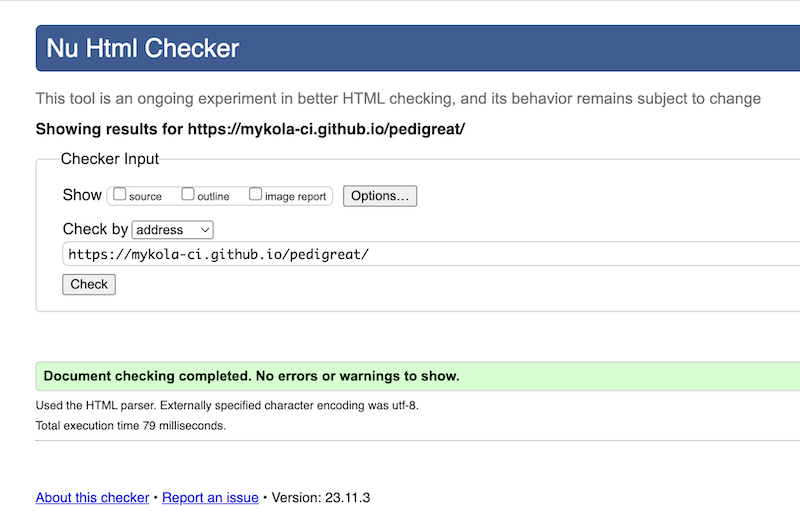 Nu Html Checker
This tool is an ongoing experiment in better HTML checking, and its behavior remains subject to change
Showing results for https://mykola-ci.github.io/pedigreat/
Checker Input
Show source outline image report Options...
Check by address
https://mykola-ci.github.io/pedigreat/
Check
Document checking completed. No errors or warnings to show.
Used the HTML parser. Externally specified character encoding was utf-8.
Total execution time 79 milliseconds.
About this checker • Report an issue • Version: 23.11.3